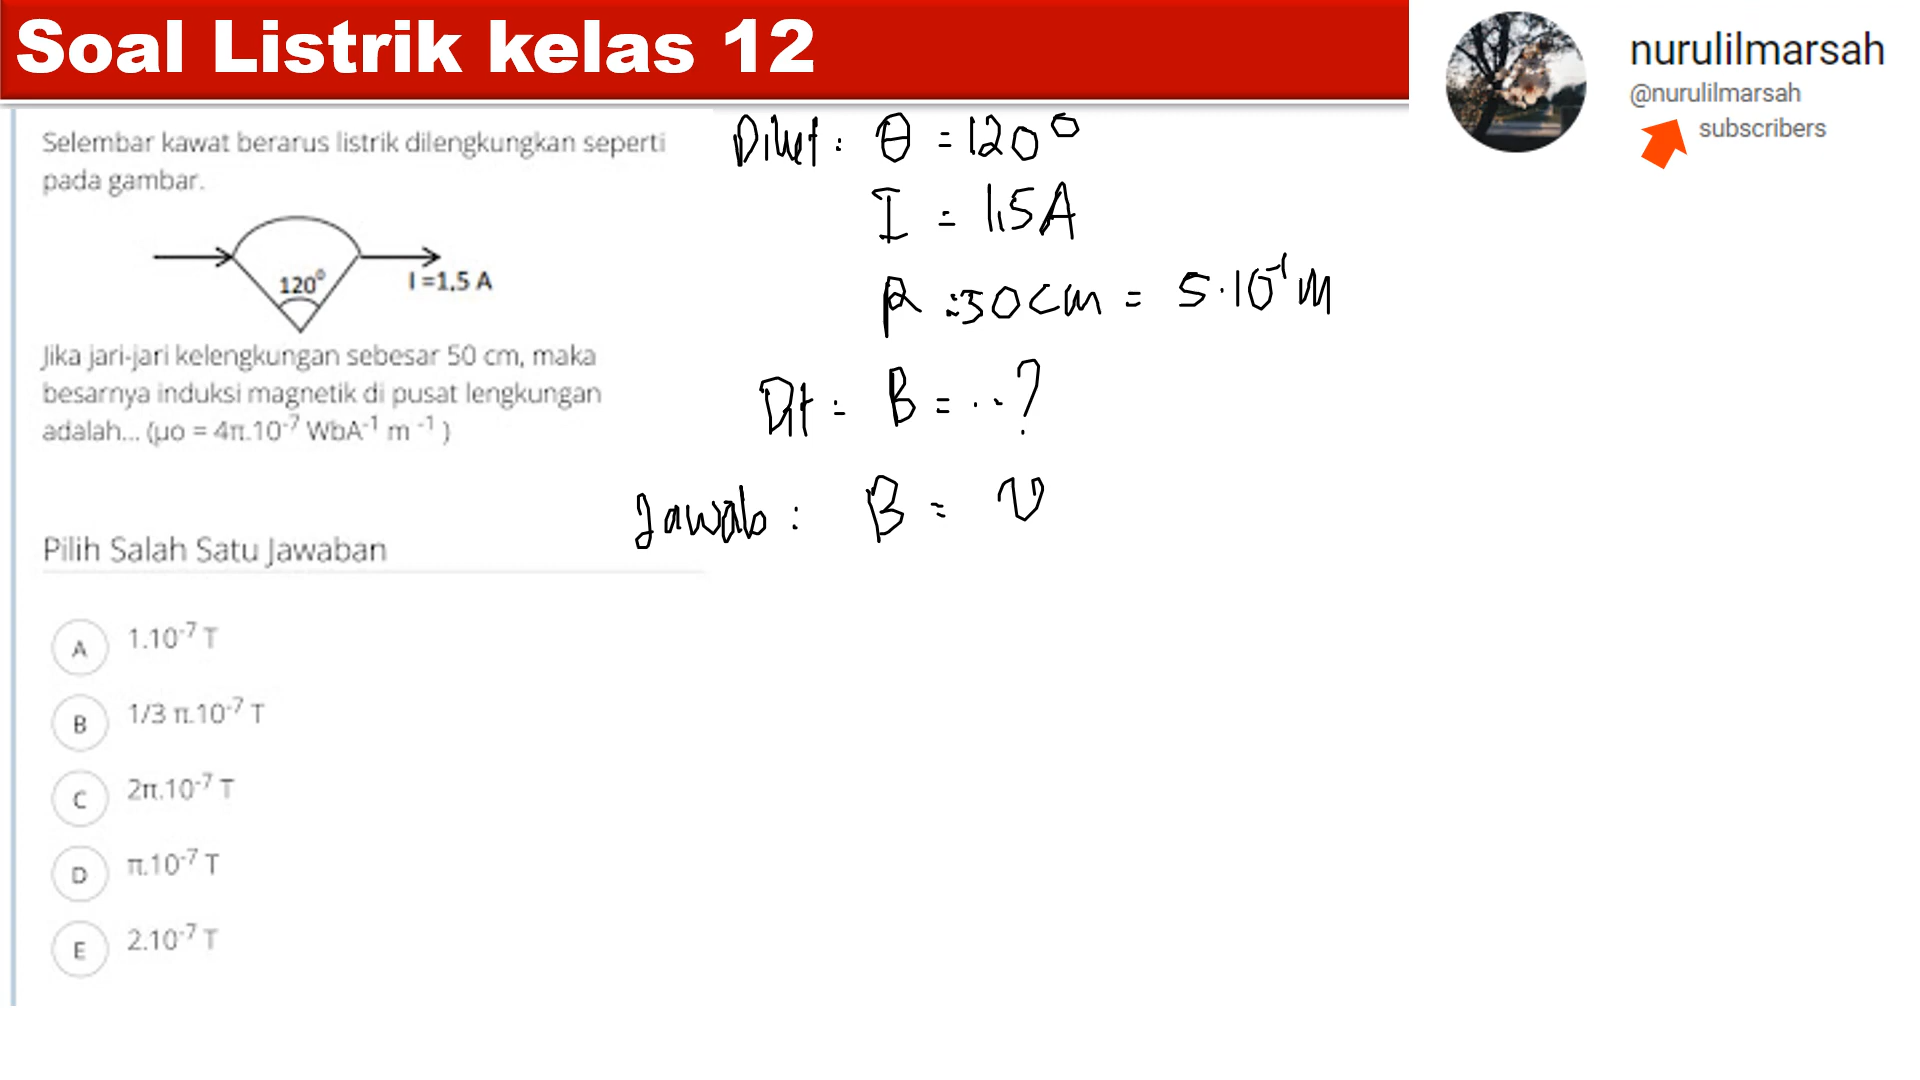 Soal Listrik kelas 12
nurulilmarsah
@nurulilmarsah
subscribers
Selembar kawat berarus listrik dilengkungkan seperti
pada gambar.
120⁰
I =1,5 A
Jika jari-jari kelengkungan sebesar 50 cm, maka
besarnya induksi magnetik di pusat lengkungan
adalah... (μo = 4π.10⁻⁷ WbA⁻¹ m ⁻¹ )
Pilih Salah Satu Jawaban
A 1.10⁻⁷ T
B 1/3 π.10⁻⁷ T
C 2π.10⁻⁷ T
D π.10⁻⁷ T
E 2.10⁻⁷ T
Diket : θ = 120⁰
I = 1,5 A
R = 50 cm = 5.10⁻¹ m
Dit = B = ...?
Jawab : B =